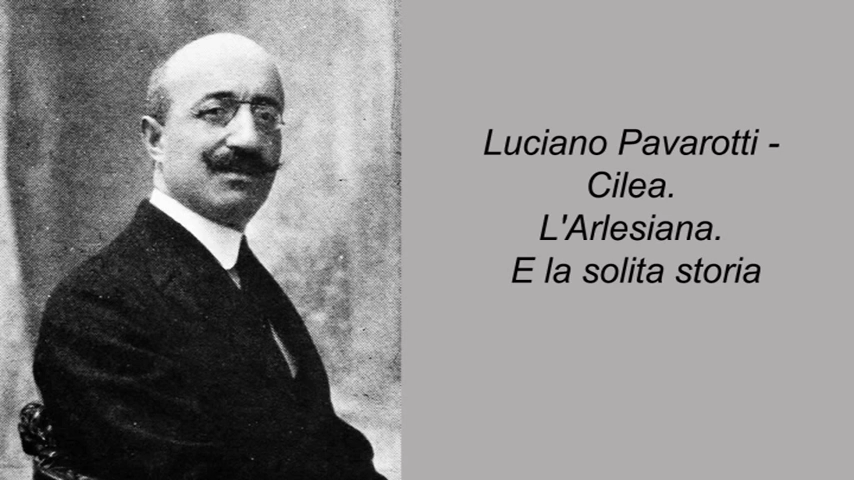 Luciano Pavarotti -
Cilea.
L'Arlesiana.
E la solita storia